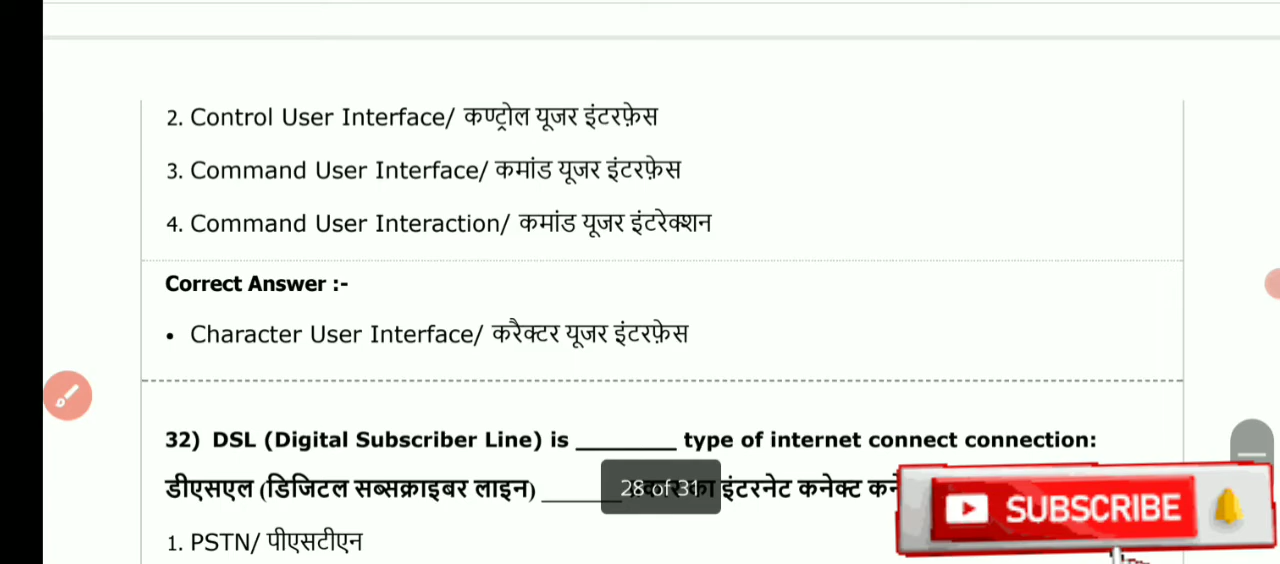 2. Control User Interface/ कण्ट्रोल यूजर इंटरफ़ेस
3. Command User Interface/ कमांड यूजर इंटरफ़ेस
4. Command User Interaction/ कमांड यूजर इंटरेक्शन
Correct Answer :-
• Character User Interface/ करैक्टर यूजर इंटरफ़ेस
32) DSL (Digital Subscriber Line) is ________ type of internet connect connection:
डीएसएल (डिजिटल सब्सक्राइबर लाइन) ______ का इंटरनेट कनेक्ट
28 of 31
SUBSCRIBE
1. PSTN/ पीएसटीएन